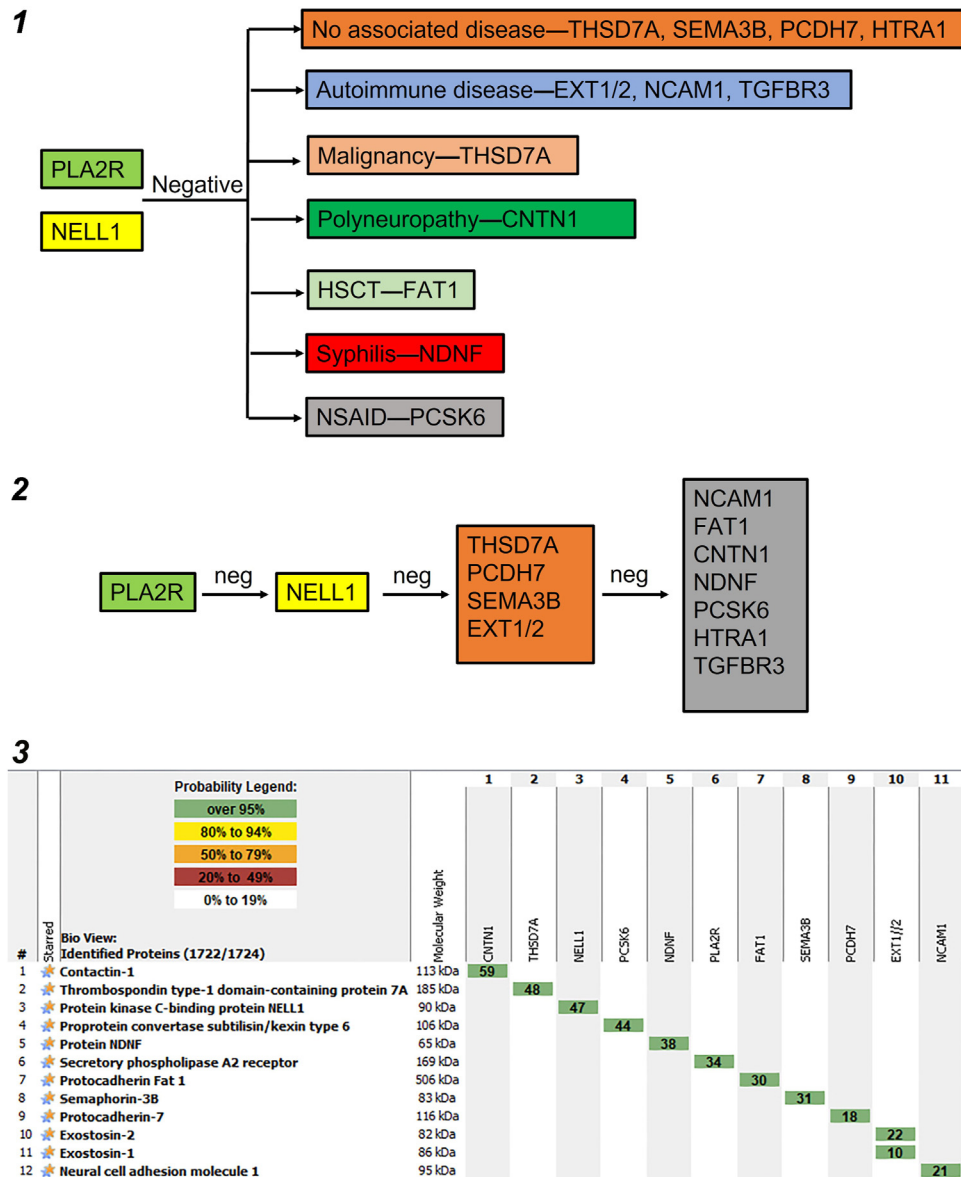 1
No associated disease—THSD7A, SEMA3B, PCDH7, HTRA1
Autoimmune disease—EXT1/2, NCAM1, TGFBR3
Malignancy—THSD7A
PLA2R
Negative
NELL1
Polyneuropathy—CNTN1
HSCT—FAT1
Syphilis—NDNF
NSAID—PCSK6
2
PLA2R
neg
NELL1
neg
THSD7A
PCDH7
SEMA3B
EXT1/2
neg
NCAM1
FAT1
CNTN1
NDNF
PCSK6
HTRA1
TGFBR3
3
1 2 3 4 5 6 7 8 9 10 11
Probability Legend:
over 95%
80% to 94%
50% to 79%
20% to 49%
0% to 19%
Bio View:
# Starred Identified Proteins (1722/1724) Molecular Weight CNTN1 THSD7A NELL1 PCSK6 NDNF PLA2R FAT1 SEMA3B PCDH7 EXT1//2 NCAM1
1 Contactin-1 113 kDa 59
2 Thrombospondin type-1 domain-containing protein 7A 185 kDa 48
3 Protein kinase C-binding protein NELL1 90 kDa 47
4 Proprotein convertase subtilisin/kexin type 6 106 kDa 44
5 Protein NDNF 65 kDa 38
6 Secretory phospholipase A2 receptor 169 kDa 34
7 Protocadherin Fat 1 506 kDa 30
8 Semaphorin-3B 83 kDa 31
9 Protocadherin-7 116 kDa 18
10 Exostosin-2 82 kDa 22
11 Exostosin-1 86 kDa 10
12 Neural cell adhesion molecule 1 95 kDa 21